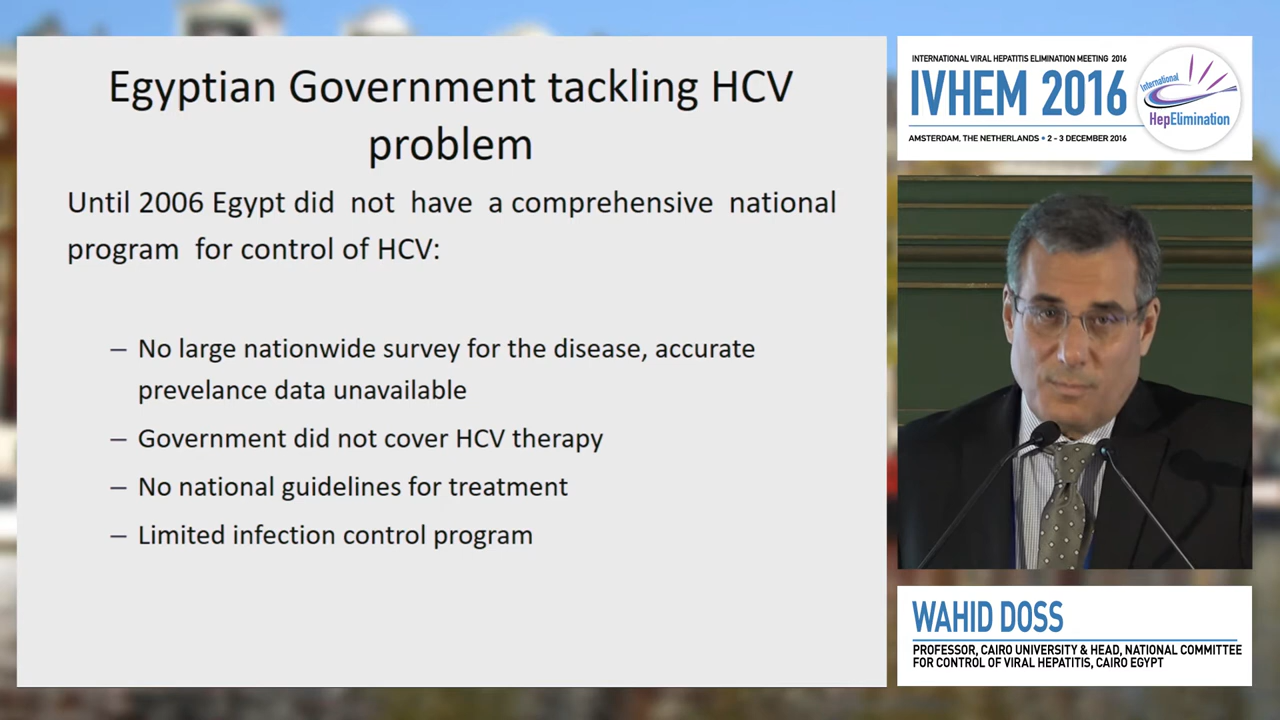 Egyptian Government tackling HCV
problem
Until 2006 Egypt did not have a comprehensive national
program for control of HCV:
– No large nationwide survey for the disease, accurate
prevelance data unavailable
– Government did not cover HCV therapy
– No national guidelines for treatment
– Limited infection control program
INTERNATIONAL VIRAL HEPATITIS ELIMINATION MEETING 2016
IVHEM 2016
AMSTERDAM, THE NETHERLANDS • 2 - 3 DECEMBER 2016
International
HepElimination
WAHID DOSS
PROFESSOR, CAIRO UNIVERSITY & HEAD, NATIONAL COMMITTEE
FOR CONTROL OF VIRAL HEPATITIS, CAIRO EGYPT